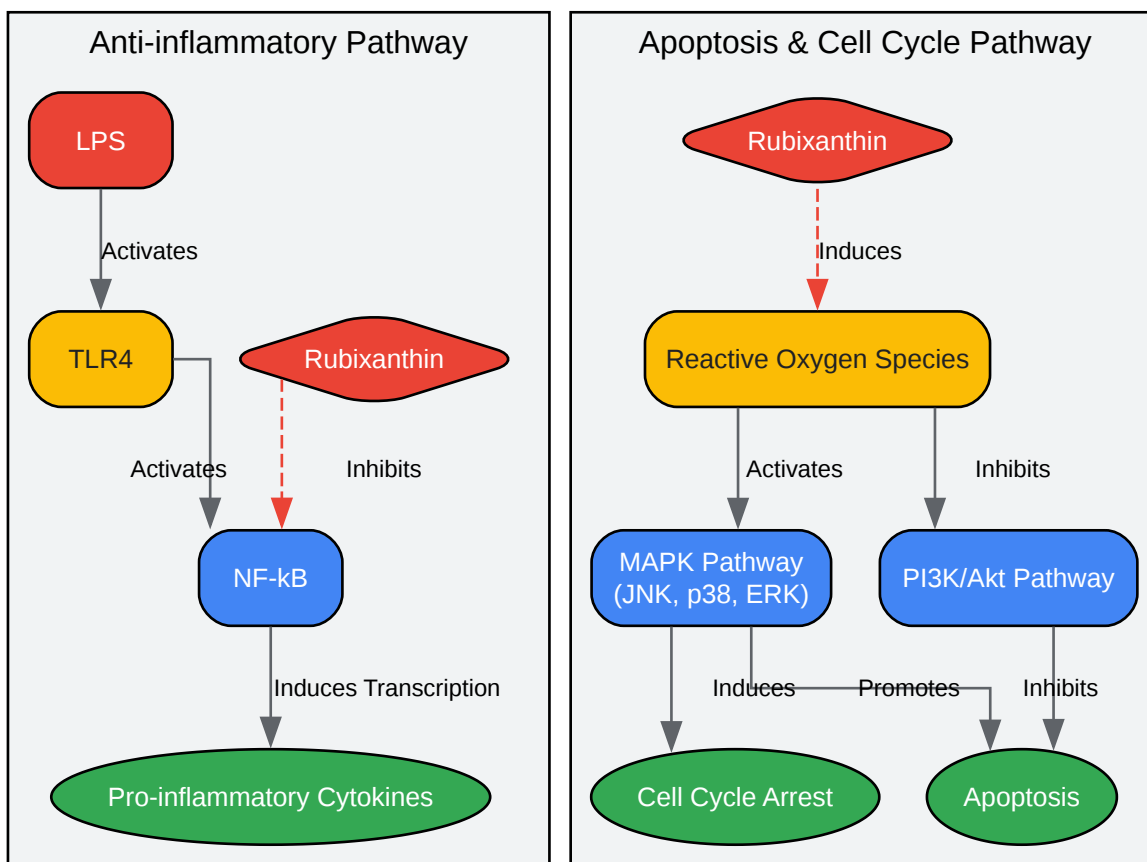 Anti-inflammatory Pathway
LPS
Activates
TLR4
Rubixanthin
Activates
Inhibits
NF-kB
Induces Transcription
Pro-inflammatory Cytokines
Apoptosis & Cell Cycle Pathway
Rubixanthin
Induces
Reactive Oxygen Species
Activates
Inhibits
MAPK Pathway
(JNK, p38, ERK)
PI3K/Akt Pathway
Induces
Promotes
Inhibits
Cell Cycle Arrest
Apoptosis